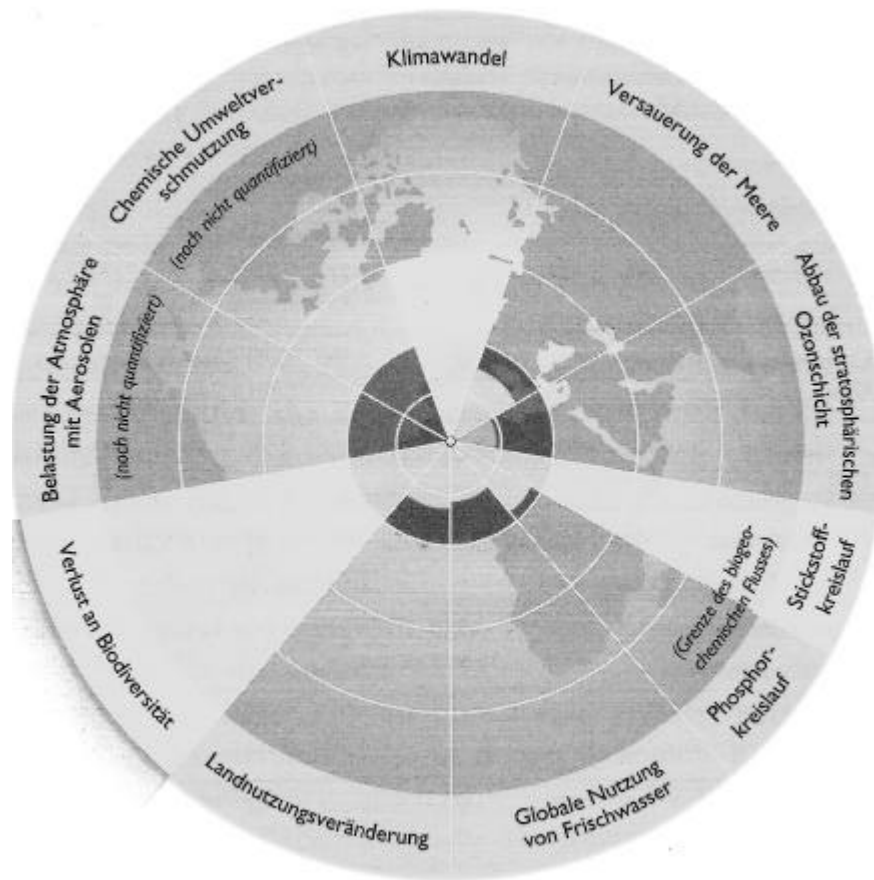 Klimawandel
Versauerung der Meere
Abbau der stratosphärischen
Ozonschicht
Stickstoff-
kreislauf
(Grenze des biogeo-
chemischen Flusses)
Phosphor-
kreislauf
Globale Nutzung
von Frischwasser
Landnutzungsveränderung
Verlust an Biodiversität
Belastung der Atmosphäre
mit Aerosolen
(noch nicht quantifiziert)
Chemische Umweltver-
schmutzung
(noch nicht quantifiziert)